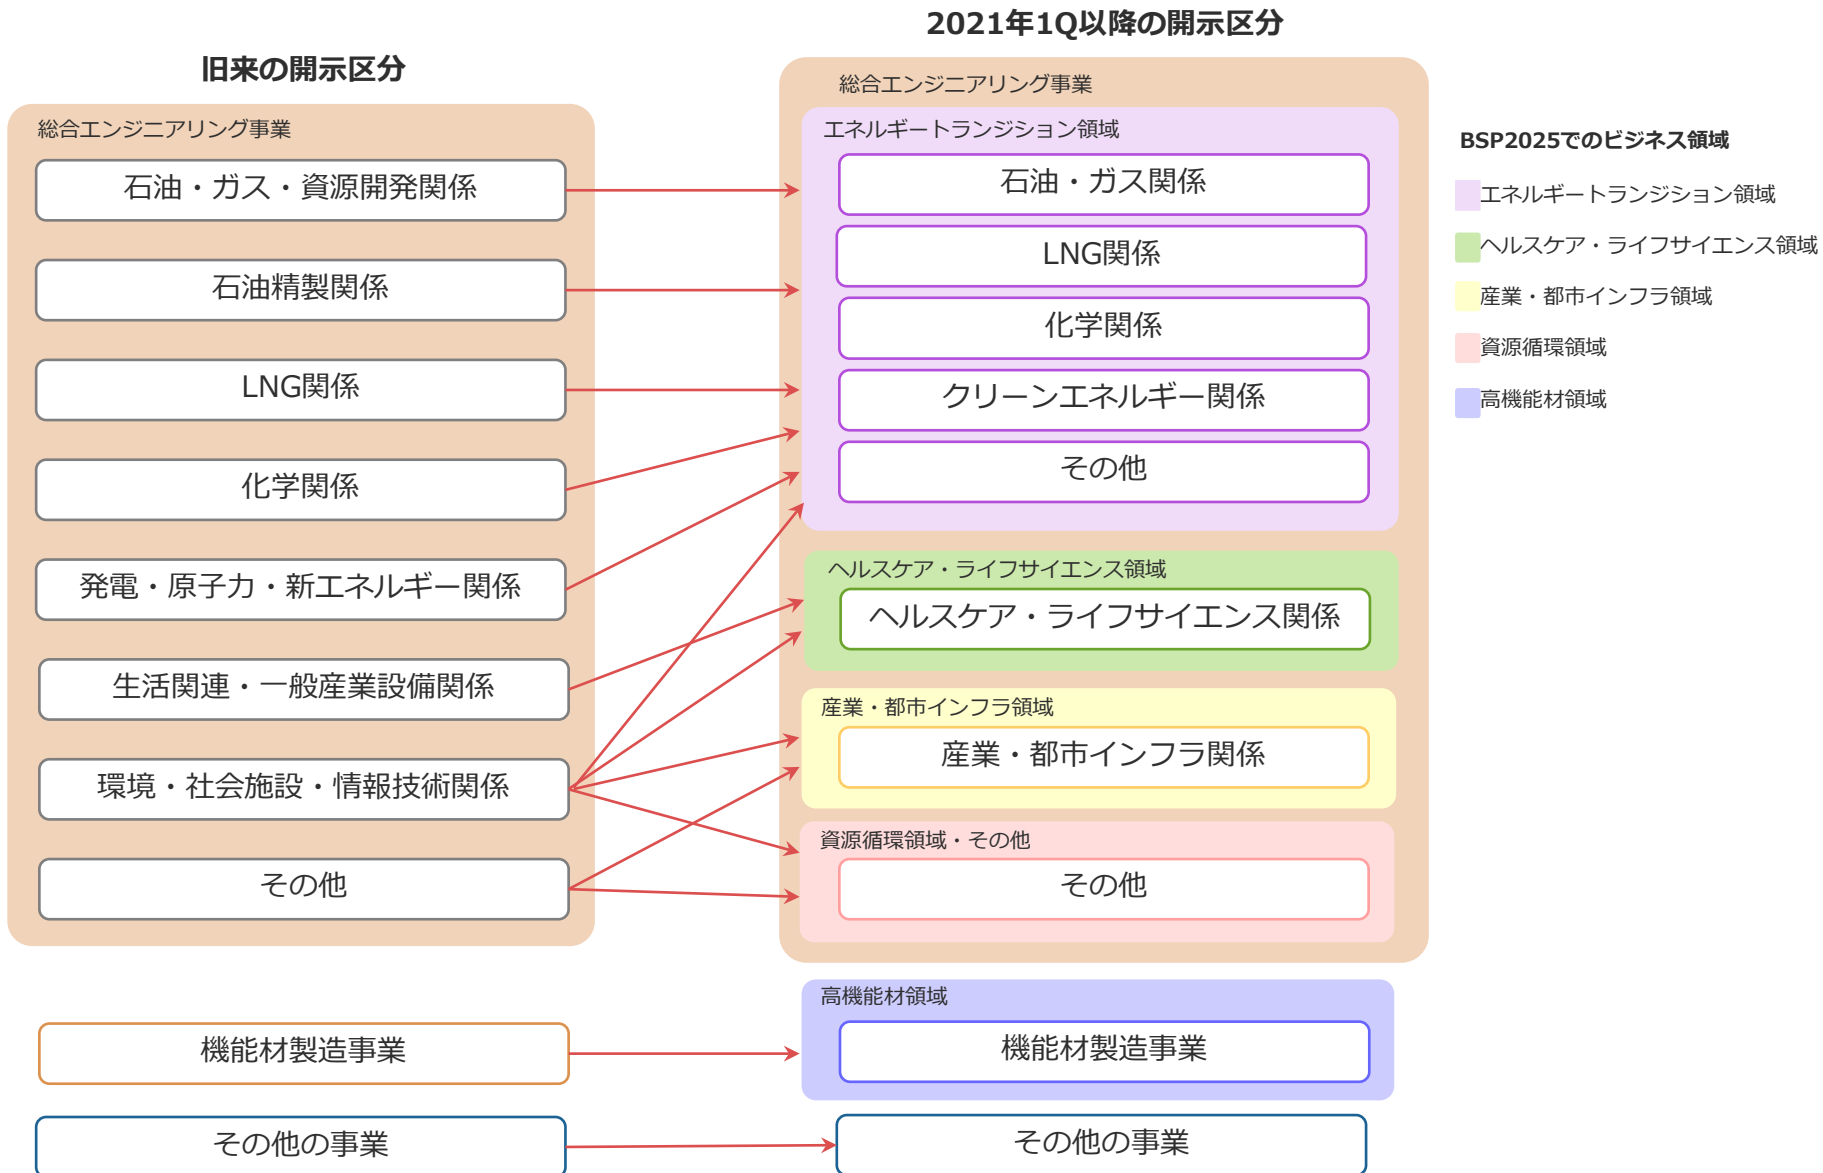 旧来の開示区分
総合エンジニアリング事業
石油・ガス・資源開発関係
石油精製関係
LNG関係
化学関係
発電・原子力・新エネルギー関係
生活関連・一般産業設備関係
環境・社会施設・情報技術関係
その他
機能材製造事業
その他の事業
2021年1Q以降の開示区分
総合エンジニアリング事業
エネルギートランジション領域
石油・ガス関係
LNG関係
化学関係
クリーンエネルギー関係
その他
ヘルスケア・ライフサイエンス領域
ヘルスケア・ライフサイエンス関係
産業・都市インフラ領域
産業・都市インフラ関係
資源循環領域・その他
その他
高機能材領域
機能材製造事業
その他の事業
BSP2025でのビジネス領域
エネルギートランジション領域
ヘルスケア・ライフサイエンス領域
産業・都市インフラ領域
資源循環領域
高機能材領域